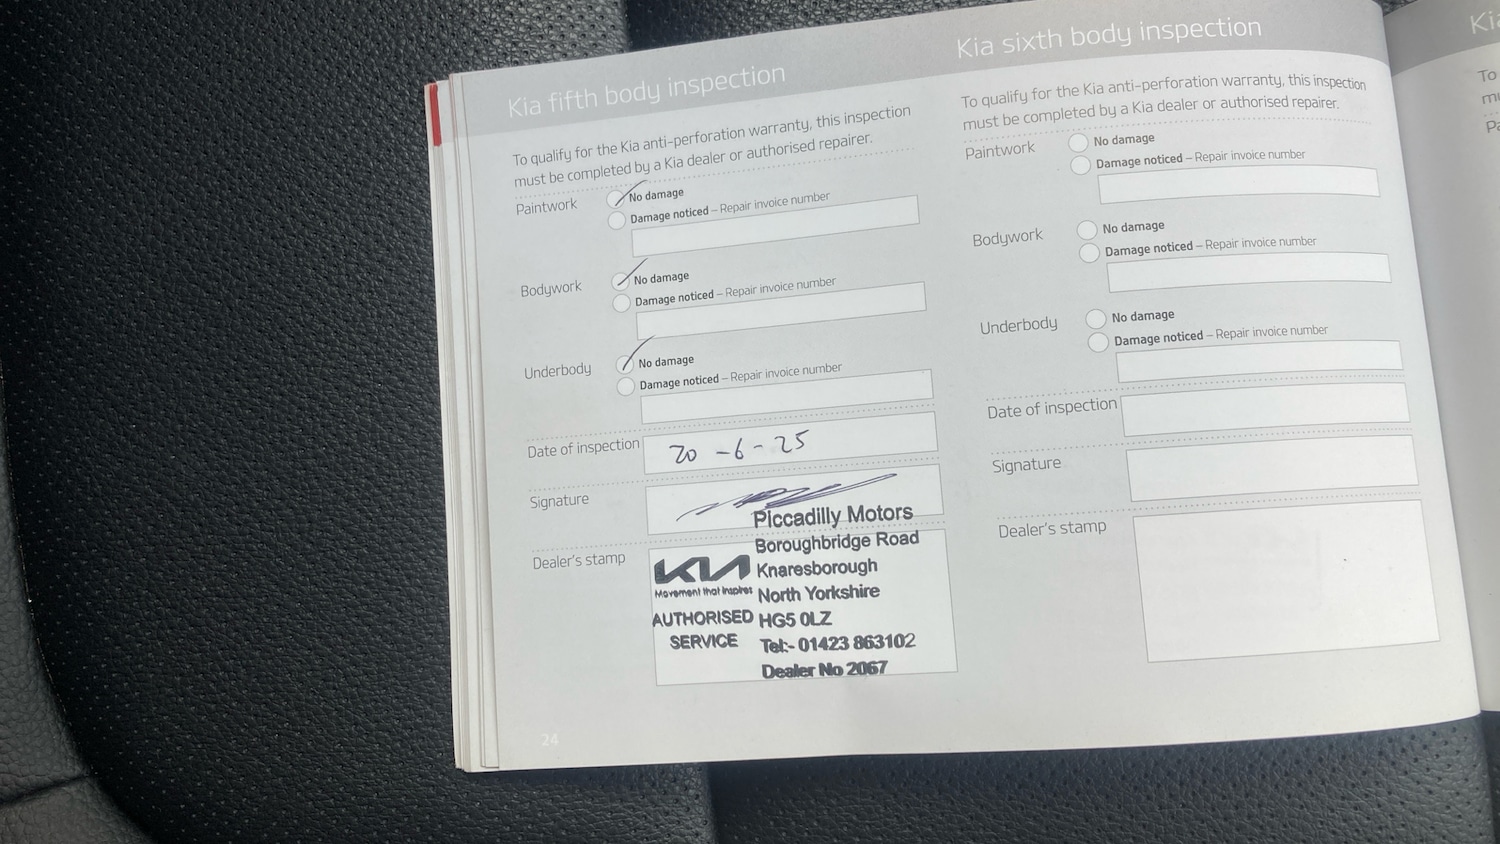 Kia fifth body inspection
To qualify for the Kia anti-perforation warranty, this inspection
must be completed by a Kia dealer or authorised repairer.
Paintwork
No damage
Damage noticed – Repair invoice number
Bodywork
No damage
Damage noticed – Repair invoice number
Underbody
No damage
Damage noticed – Repair invoice number
Date of inspection 20 - 6 - 25
Signature
Dealer's stamp
KIA
Movement that inspires
AUTHORISED
SERVICE
Piccadilly Motors
Boroughbridge Road
Knaresborough
North Yorkshire
HG5 0LZ
Tel:- 01423 863102
Dealer No 2067
24
Kia sixth body inspection
To qualify for the Kia anti-perforation warranty, this inspection
must be completed by a Kia dealer or authorised repairer.
Paintwork
No damage
Damage noticed – Repair invoice number
Bodywork
No damage
Damage noticed – Repair invoice number
Underbody
No damage
Damage noticed – Repair invoice number
Date of inspection
Signature
Dealer's stamp
To